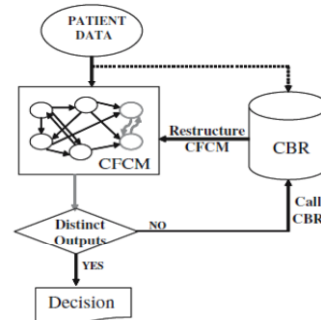 PATIENT
DATA
CFCM
Restructure
CFCM
CBR
Call
CBR
Distinct
Outputs
NO
YES
Decision